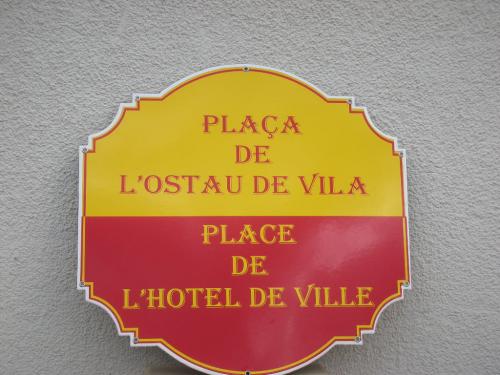 PLAÇA
DE
L'OSTAU DE VILA
PLACE
DE
L'HOTEL DE VILLE